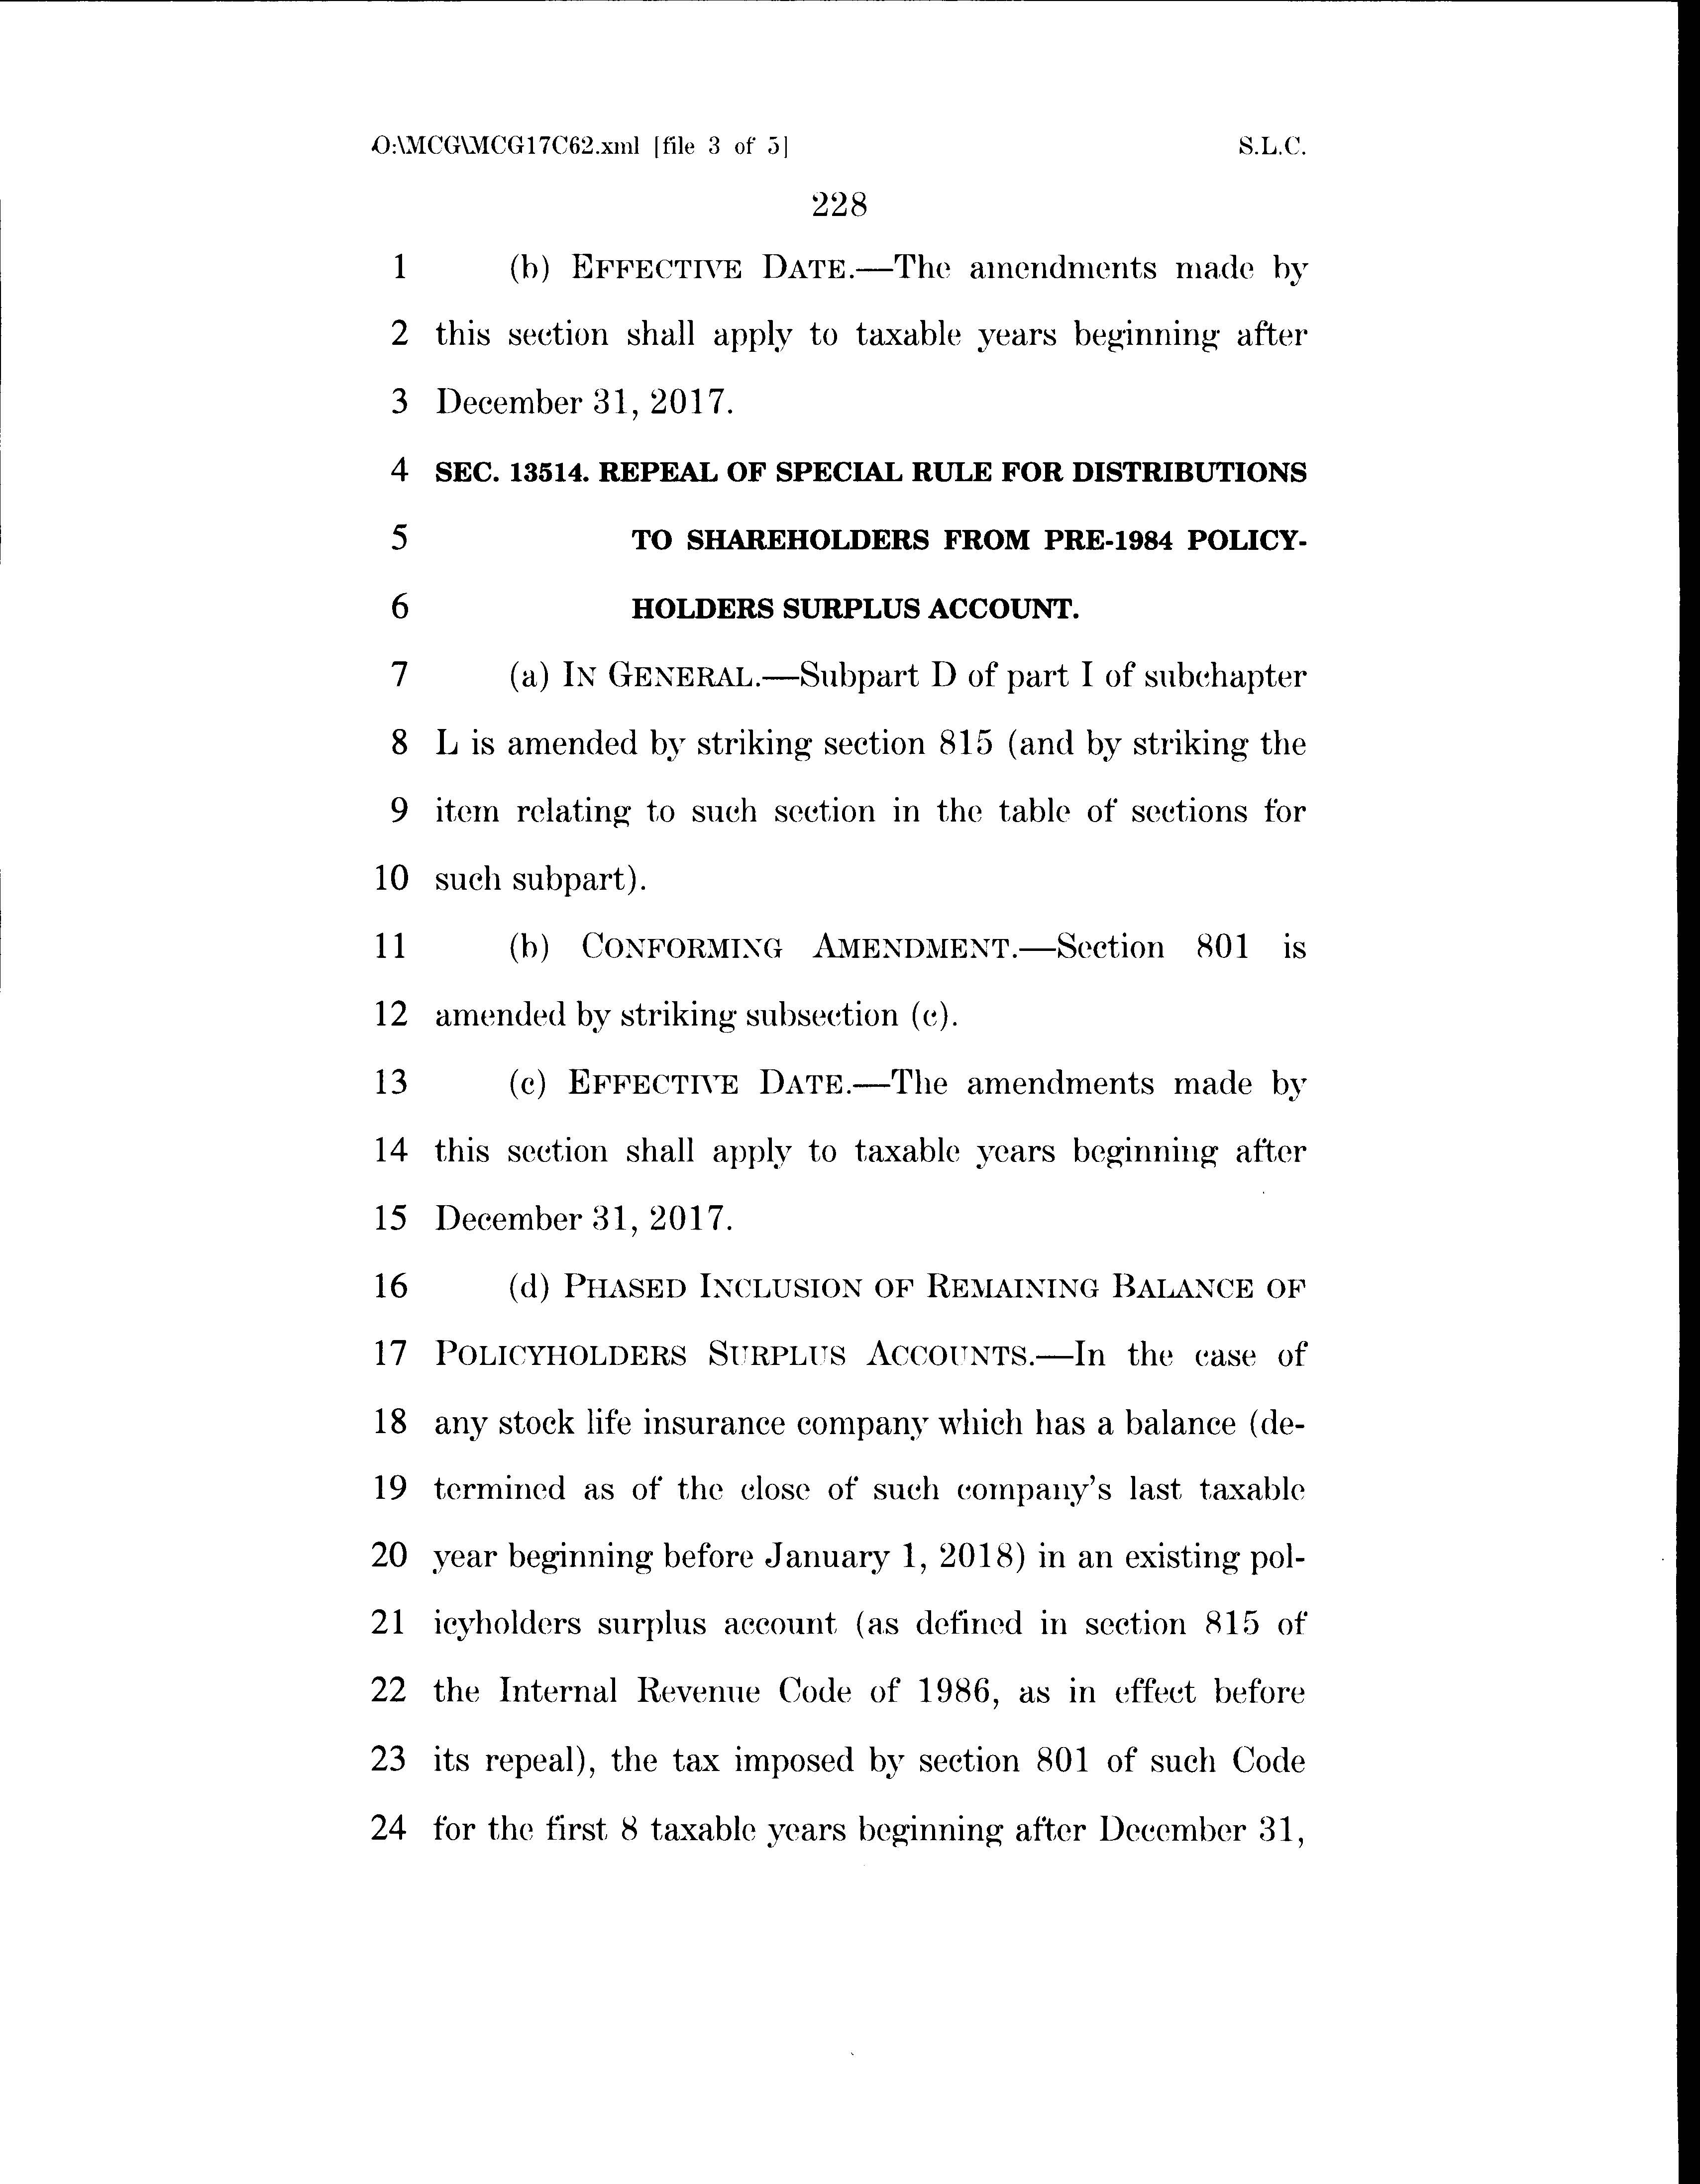 O:\MCG\MCG17C62.xml [file 3 of 5] S.L.C.
228
1 (b) EFFECTIVE DATE.—The amendments made by
2 this section shall apply to taxable years beginning after
3 December 31, 2017.
4 SEC. 13514. REPEAL OF SPECIAL RULE FOR DISTRIBUTIONS
5 TO SHAREHOLDERS FROM PRE-1984 POLICY-
6 HOLDERS SURPLUS ACCOUNT.
7 (a) IN GENERAL.—Subpart D of part I of subchapter
8 L is amended by striking section 815 (and by striking the
9 item relating to such section in the table of sections for
10 such subpart).
11 (b) CONFORMING AMENDMENT.—Section 801 is
12 amended by striking subsection (c).
13 (c) EFFECTIVE DATE.—The amendments made by
14 this section shall apply to taxable years beginning after
15 December 31, 2017.
16 (d) PHASED INCLUSION OF REMAINING BALANCE OF
17 POLICYHOLDERS SURPLUS ACCOUNTS.—In the case of
18 any stock life insurance company which has a balance (de-
19 termined as of the close of such company's last taxable
20 year beginning before January 1, 2018) in an existing pol-
21 icyholders surplus account (as defined in section 815 of
22 the Internal Revenue Code of 1986, as in effect before
23 its repeal), the tax imposed by section 801 of such Code
24 for the first 8 taxable years beginning after December 31,